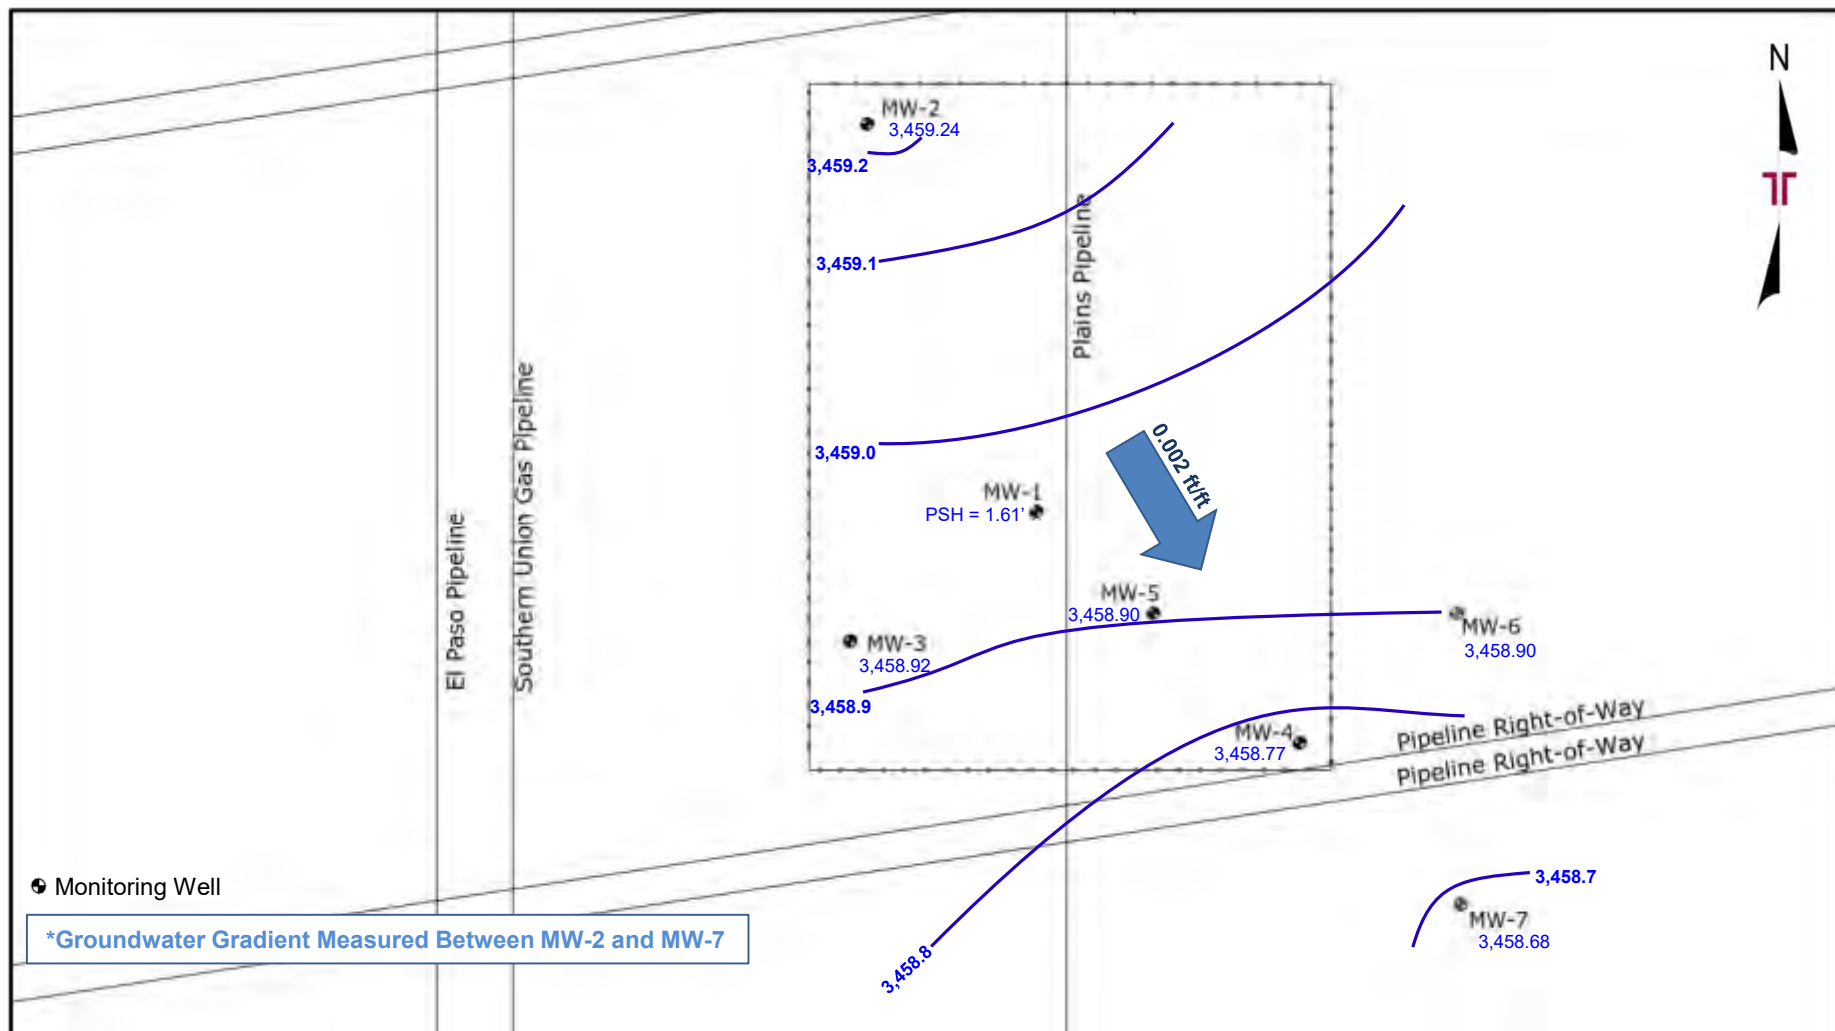 N
MW-2
3,459.24
3,459.2
3,459.1
Plains Pipeline
3,459.0
0.002 ft/ft
MW-1
PSH = 1.61'
El Paso Pipeline
Southern Union Gas Pipeline
MW-5
3,458.90
MW-6
3,458.90
MW-3
3,458.92
3,458.9
MW-4
3,458.77
Pipeline Right-of-Way
Pipeline Right-of-Way
3,458.7
MW-7
3,458.68
3,458.8
Monitoring Well
*Groundwater Gradient Measured Between MW-2 and MW-7